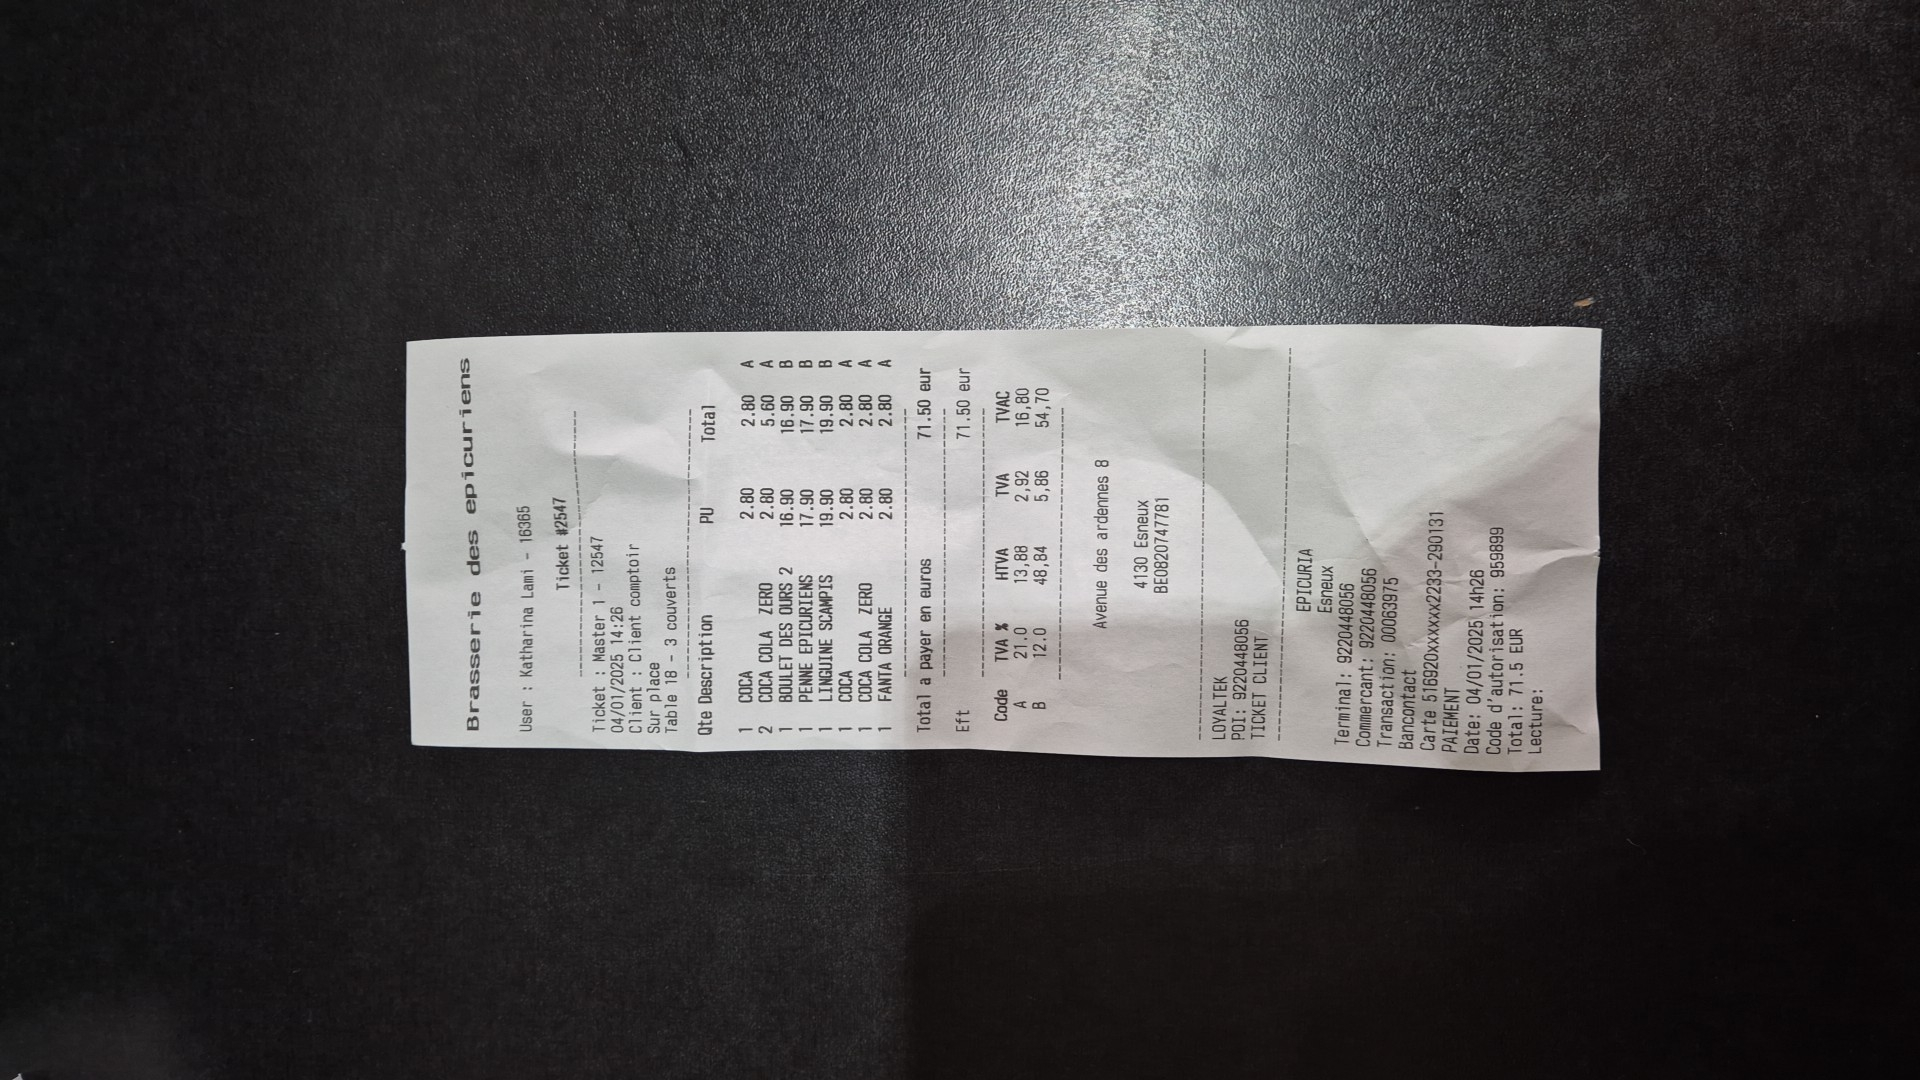 Brasserie des epicuriens
User : Katharina Lami - 16365
Ticket #2547
Ticket : Master 1 - 12547
04/01/2025 14:26
Client : Client comptoir
Sur place
Table 18 - 3 couverts
Qte Description PU Total
1 COCA 2.80 2.80 A
2 COCA COLA ZERO 2.80 5.60 A
1 BOULET DES OURS 2 16.90 16.90 B
1 PENNE EPICURIENS 17.90 17.90 B
1 LINGUINE SCAMPIS 19.90 19.90 B
1 COCA 2.80 2.80 A
1 COCA COLA ZERO 2.80 2.80 A
1 FANTA ORANGE 2.80 2.80 A
Total a payer en euros 71.50 eur
Eft 71.50 eur
Code TVA % HTVA TVA TVAC
A 21.0 13,88 2,92 16,80
B 12.0 48,84 5,86 54,70
Avenue des ardennes 8
4130 Esneux
BE0820747781
LOYALTEK
POI: 9220448056
TICKET CLIENT
EPICURIA
Esneux
Terminal: 9220448056
Commercant: 9220448056
Transaction: 00063975
Bancontact
Carte 516920xxxxxxx2233-290131
PAIEMENT
Date: 04/01/2025 14h26
Code d'autorisation: 959899
Total: 71.5 EUR
Lecture: